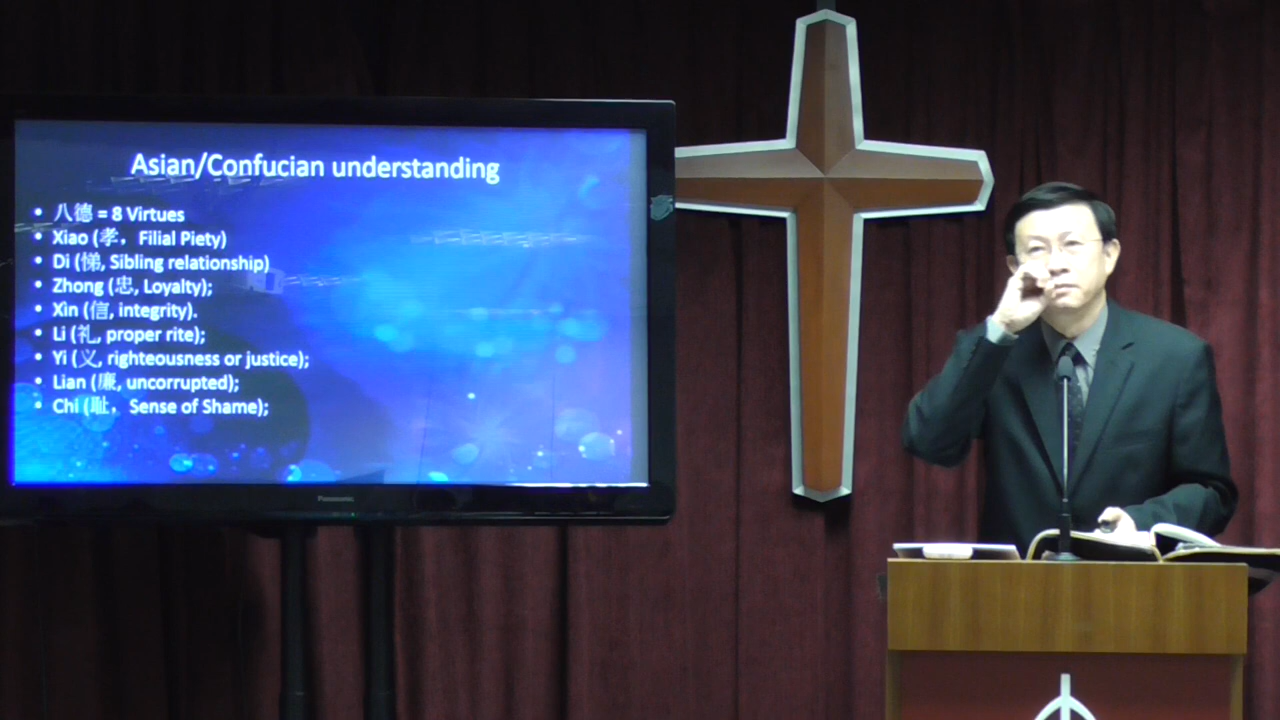 Asian/Confucian understanding
• 八德 = 8 Virtues
• Xiao (孝，Filial Piety)
• Di (悌, Sibling relationship)
• Zhong (忠, Loyalty);
• Xin (信, integrity).
• Li (礼, proper rite);
• Yi (义, righteousness or justice);
• Lian (廉, uncorrupted);
• Chi (耻，Sense of Shame);
Panasonic